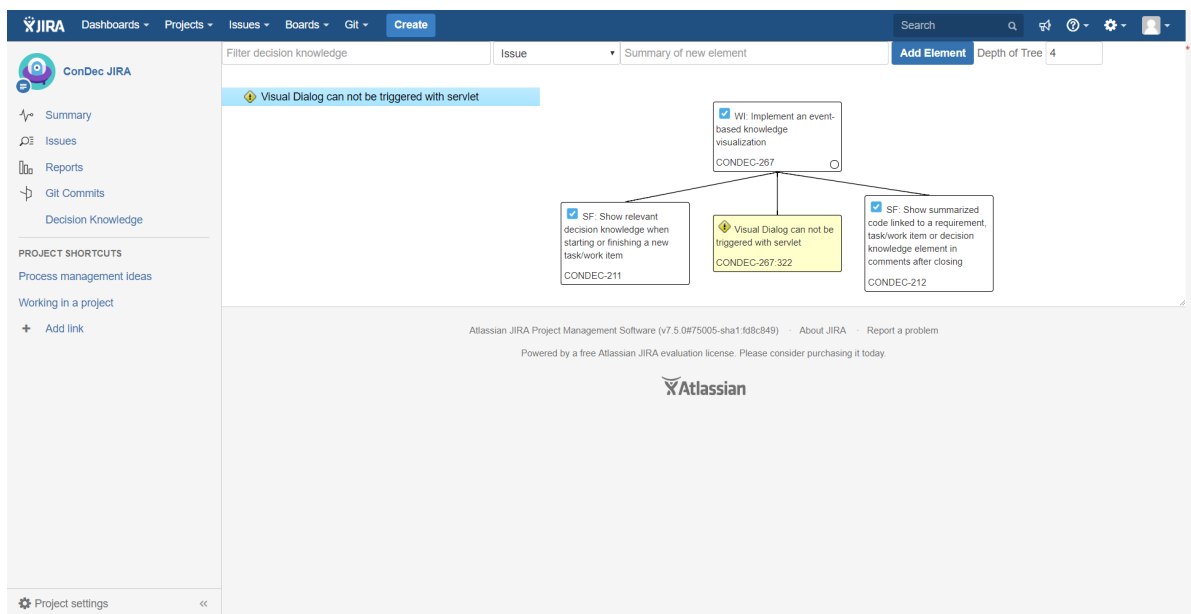 JIRA Dashboards Projects Issues Boards Git Create Search
ConDec JIRA
Summary
Issues
Reports
Git Commits
Decision Knowledge
PROJECT SHORTCUTS
Process management ideas
Working in a project
+ Add link
Project settings «
Filter decision knowledge Issue Summary of new element Add Element Depth of Tree 4 *
Visual Dialog can not be triggered with servlet
WI: Implement an event-
based knowledge
visualization
CONDEC-267
SF: Show relevant
decision knowledge when
starting or finishing a new
task/work item
CONDEC-211
Visual Dialog can not be
triggered with servlet
CONDEC-267:322
SF: Show summarized
code linked to a requirement,
task/work item or decision
knowledge element in
comments after closing
CONDEC-212
Atlassian JIRA Project Management Software (v7.5.0#75005-sha1:fd8c849) · About JIRA · Report a problem
Powered by a free Atlassian JIRA evaluation license. Please consider purchasing it today.
Atlassian